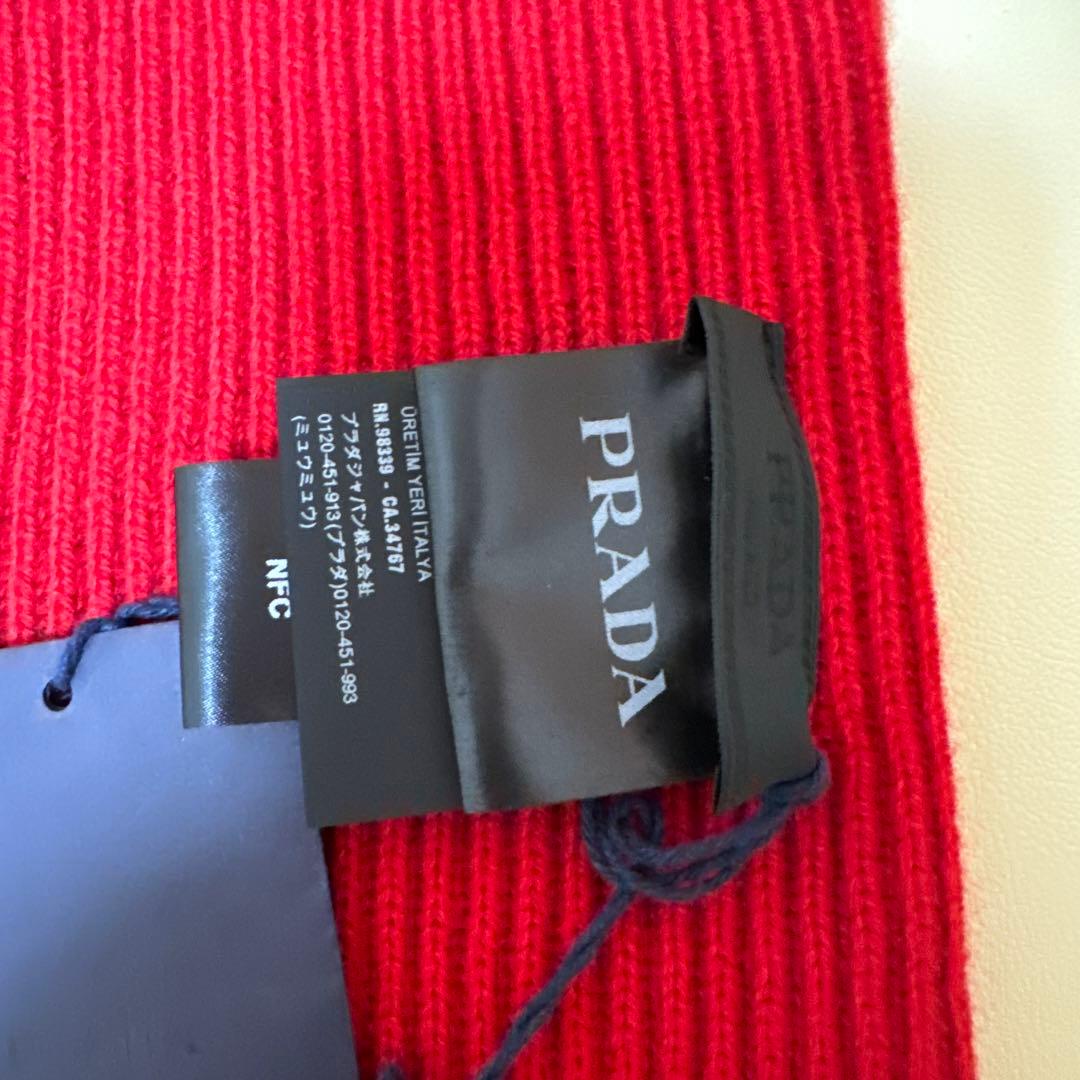 PRADA
PRADA
ÜRETİM YERİ İTALYA
RN.98339 - CA.34767
プラダジャパン株式会社
0120-451-913(プラダ)0120-451-993
(ミュウミュウ)
NFC